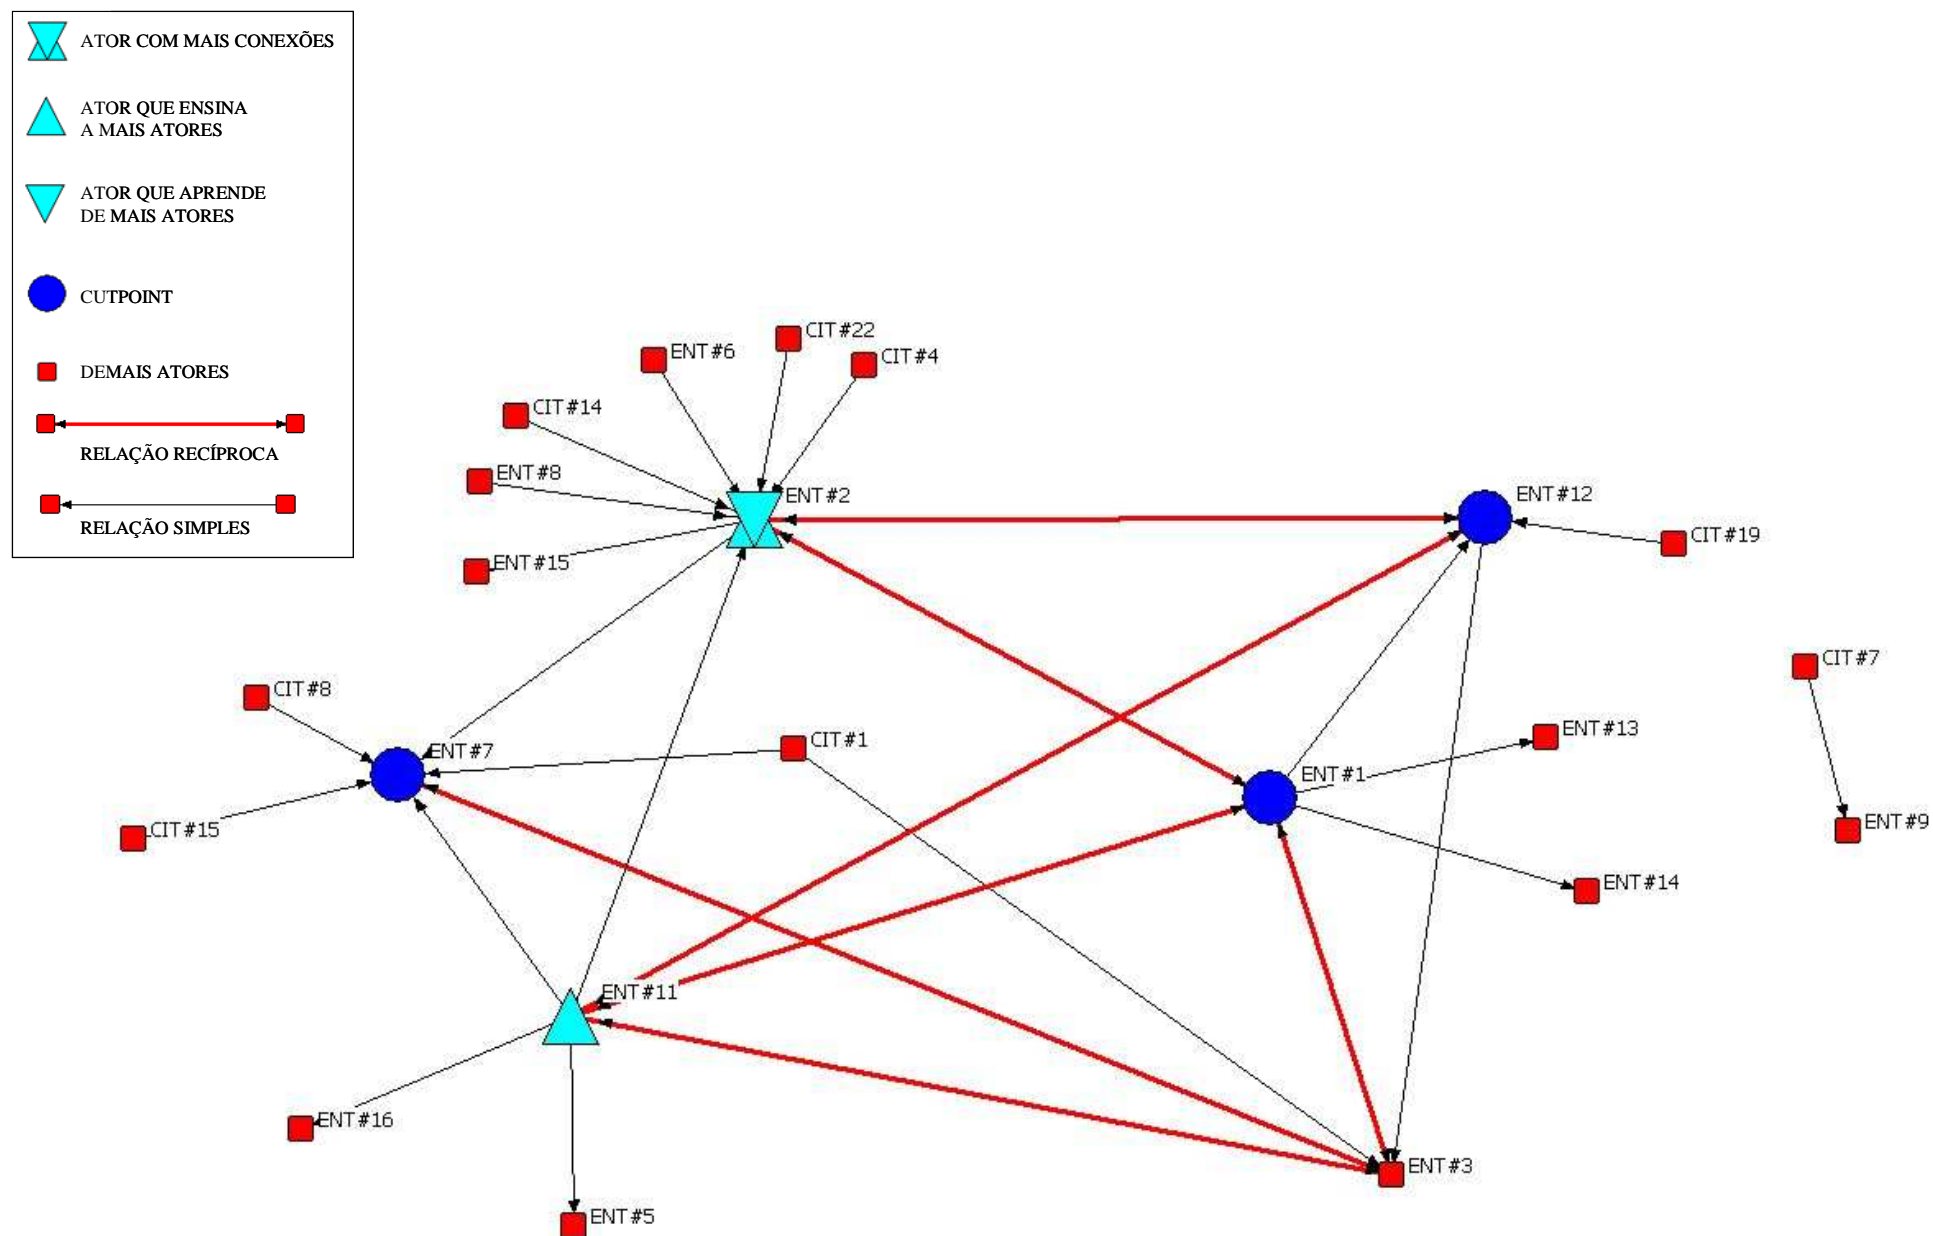 ATOR COM MAIS CONEXÕES
ATOR QUE ENSINA
A MAIS ATORES
ATOR QUE APRENDE
DE MAIS ATORES
CUTPOINT
DEMAIS ATORES
RELAÇÃO RECÍPROCA
RELAÇÃO SIMPLES
CIT#22
ENT#6
CIT#4
CIT#14
ENT#8
ENT#2
ENT#12
CIT#19
ENT#15
CIT#7
CIT#8
ENT#13
CIT#1
ENT#7
ENT#1
ENT#9
CIT#15
ENT#14
ENT#11
ENT#16
ENT#3
ENT#5